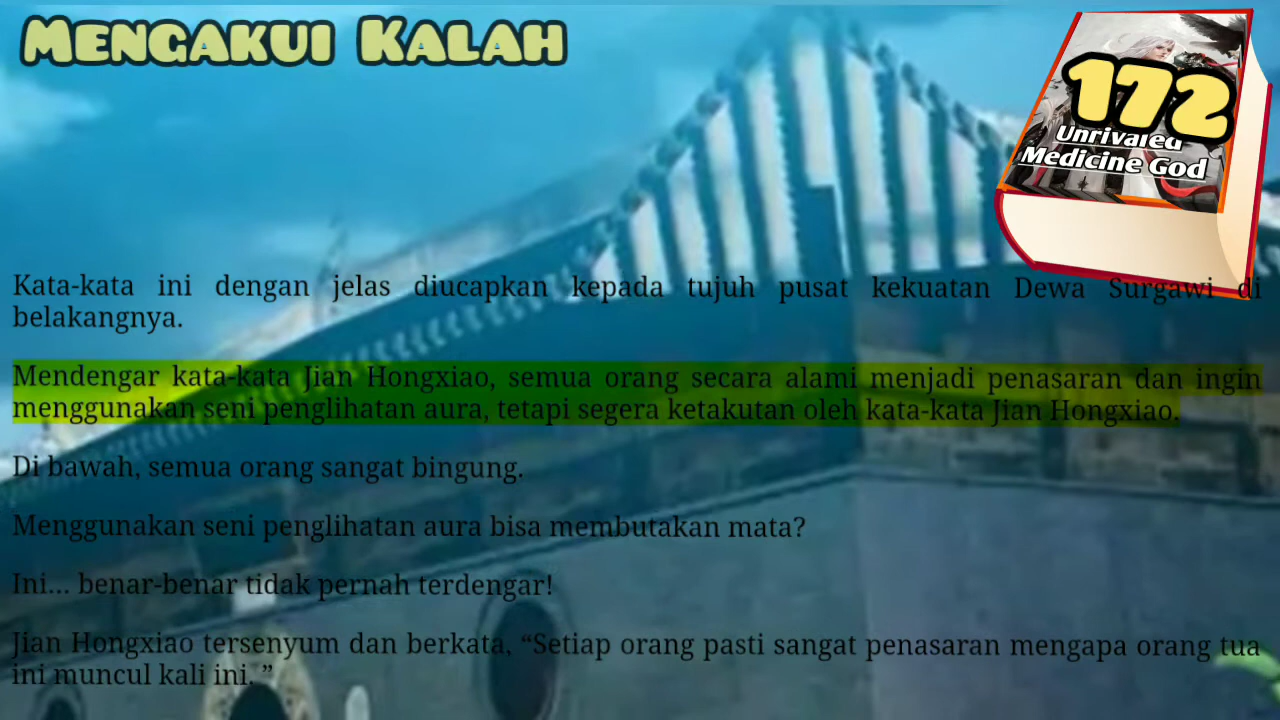 Mengakui Kalah
172
Unrivaled
Medicine God
Kata-kata ini dengan jelas diucapkan kepada tujuh pusat kekuatan Dewa Surgawi di
belakangnya.
Mendengar kata-kata Jian Hongxiao, semua orang secara alami menjadi penasaran dan ingin
menggunakan seni penglihatan aura, tetapi segera ketakutan oleh kata-kata Jian Hongxiao.
Di bawah, semua orang sangat bingung.
Menggunakan seni penglihatan aura bisa membutakan mata?
Ini... benar-benar tidak pernah terdengar!
Jian Hongxiao tersenyum dan berkata, “Setiap orang pasti sangat penasaran mengapa orang tua
ini muncul kali ini. ”